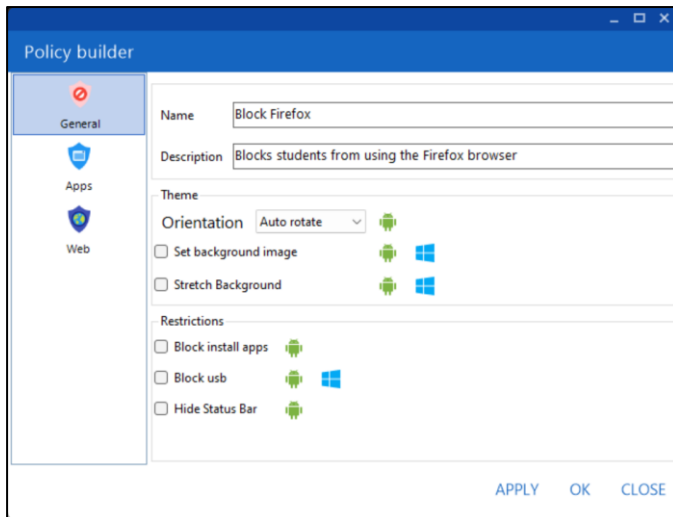 Policy builder
General
Apps
Web
Name Block Firefox
Description Blocks students from using the Firefox browser
Theme
Orientation Auto rotate
Set background image
Stretch Background
Restrictions
Block install apps
Block usb
Hide Status Bar
APPLY OK CLOSE